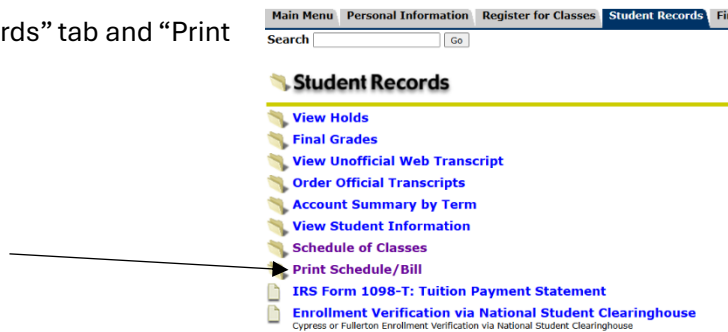 rds” tab and “Print
Main Menu Personal Information Register for Classes Student Records
Search Go
Student Records
View Holds
Final Grades
View Unofficial Web Transcript
Order Official Transcripts
Account Summary by Term
View Student Information
Schedule of Classes
Print Schedule/Bill
IRS Form 1098-T: Tuition Payment Statement
Enrollment Verification via National Student Clearinghouse
Cypress or Fullerton Enrollment Verification via National Student Clearinghouse